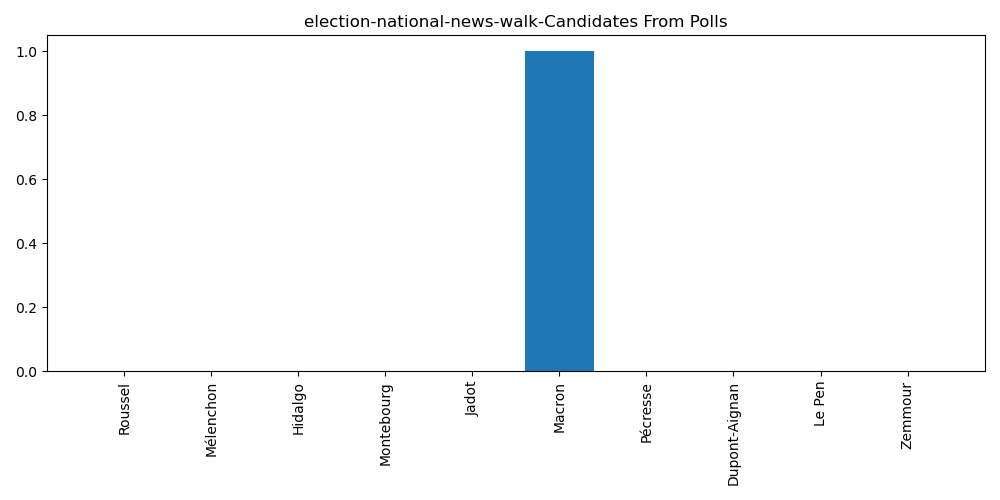 election-national-news-walk-Candidates From Polls
1.0
0.8
0.6
0.4
0.2
0.0
Roussel
Mélenchon
Hidalgo
Montebourg
Jadot
Macron
Pécresse
Dupont-Aignan
Le Pen
Zemmour